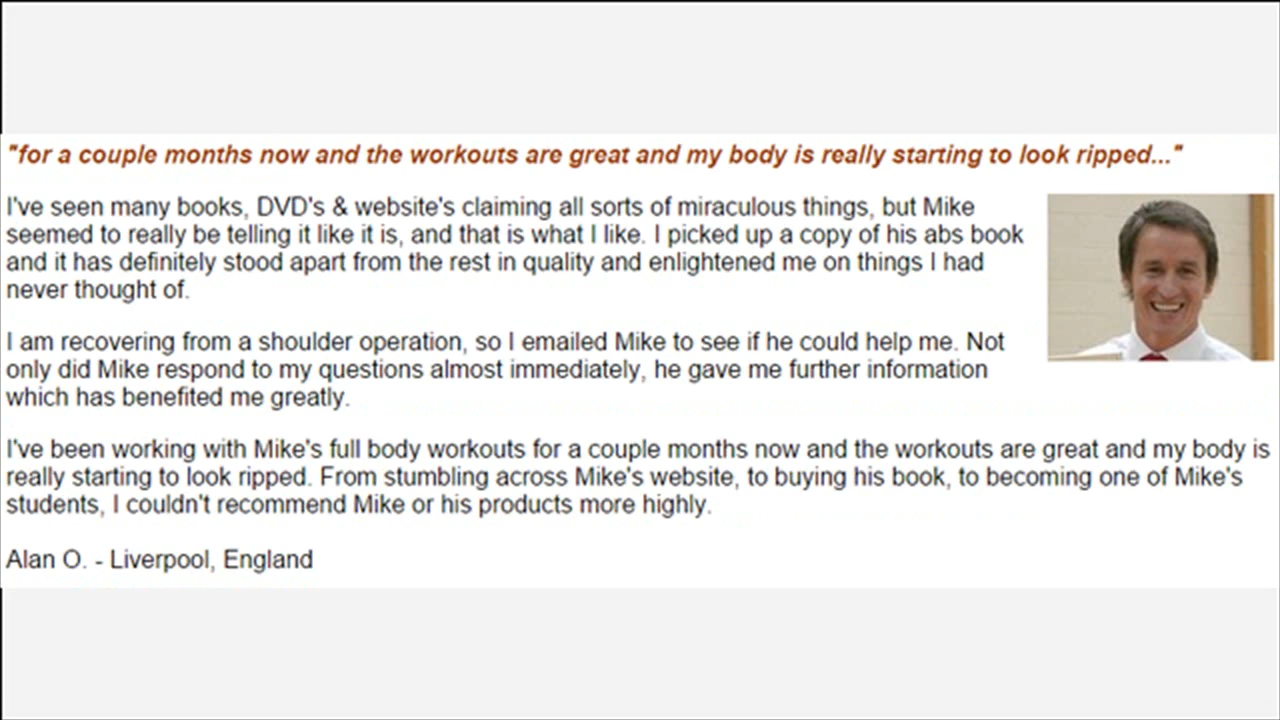 "for a couple months now and the workouts are great and my body is really starting to look ripped..."
I've seen many books, DVD's & website's claiming all sorts of miraculous things, but Mike
seemed to really be telling it like it is, and that is what I like. I picked up a copy of his abs book
and it has definitely stood apart from the rest in quality and enlightened me on things I had
never thought of.
I am recovering from a shoulder operation, so I emailed Mike to see if he could help me. Not
only did Mike respond to my questions almost immediately, he gave me further information
which has benefited me greatly.
I've been working with Mike's full body workouts for a couple months now and the workouts are great and my body is
really starting to look ripped. From stumbling across Mike's website, to buying his book, to becoming one of Mike's
students, I couldn't recommend Mike or his products more highly.
Alan O. - Liverpool, England